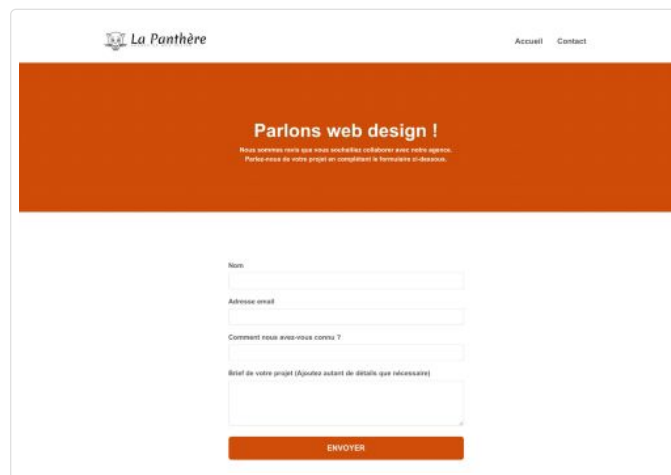 La Panthère
Accueil Contact
Parlons web design !
Nous sommes ravis que vous souhaitiez collaborer avec notre agence.
Parlez-nous de votre projet en complétant le formulaire ci-dessous.
Nom
Adresse email
Comment nous avez-vous connu ?
Brief de votre projet (Ajoutez autant de détails que nécessaire)
ENVOYER